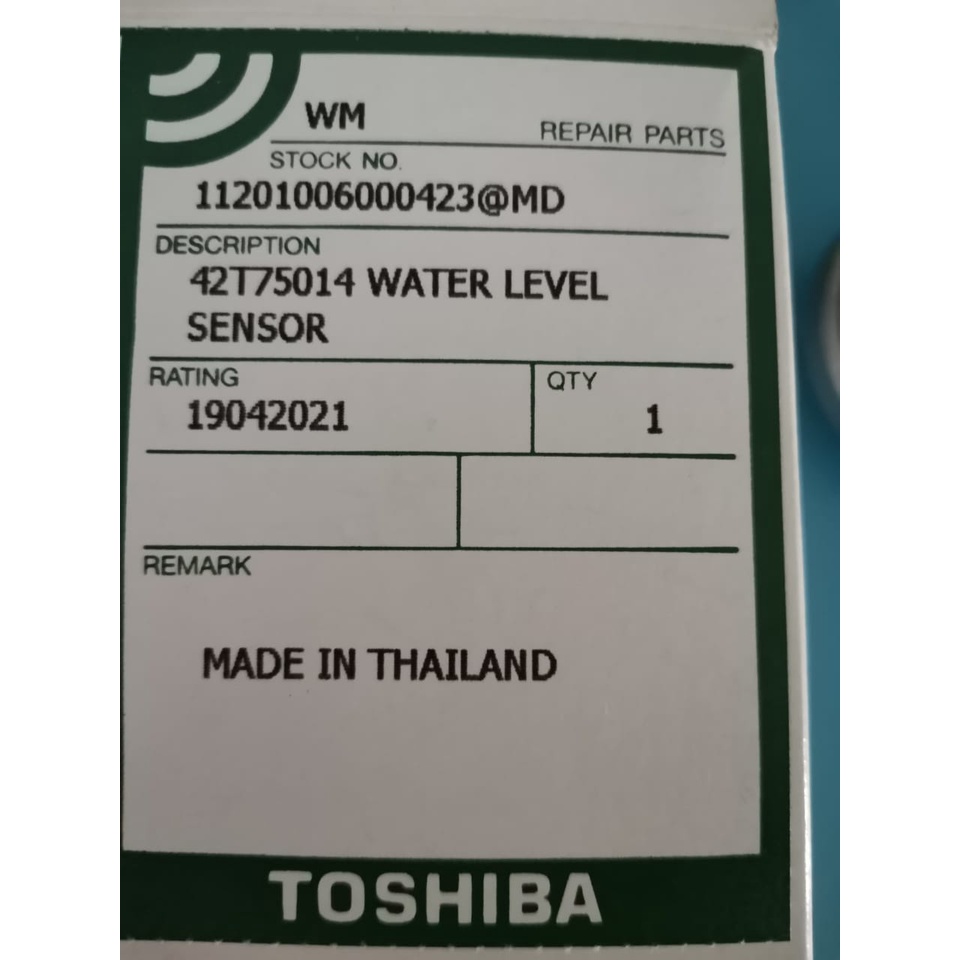 WM
REPAIR PARTS
STOCK NO.
11201006000423@MD
DESCRIPTION
42T75014 WATER LEVEL
SENSOR
RATING
QTY
19042021
1
REMARK
MADE IN THAILAND
TOSHIBA